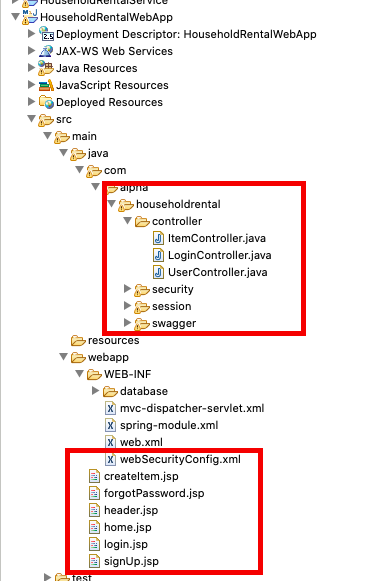 HouseholdRentalService
HouseholdRentalWebApp
Deployment Descriptor: HouseholdRentalWebApp
JAX-WS Web Services
Java Resources
JavaScript Resources
Deployed Resources
src
main
java
com
alpha
householdrental
controller
ItemController.java
LoginController.java
UserController.java
security
session
swagger
resources
webapp
WEB-INF
database
mvc-dispatcher-servlet.xml
spring-module.xml
web.xml
webSecurityConfig.xml
createItem.jsp
forgotPassword.jsp
header.jsp
home.jsp
login.jsp
signUp.jsp
test